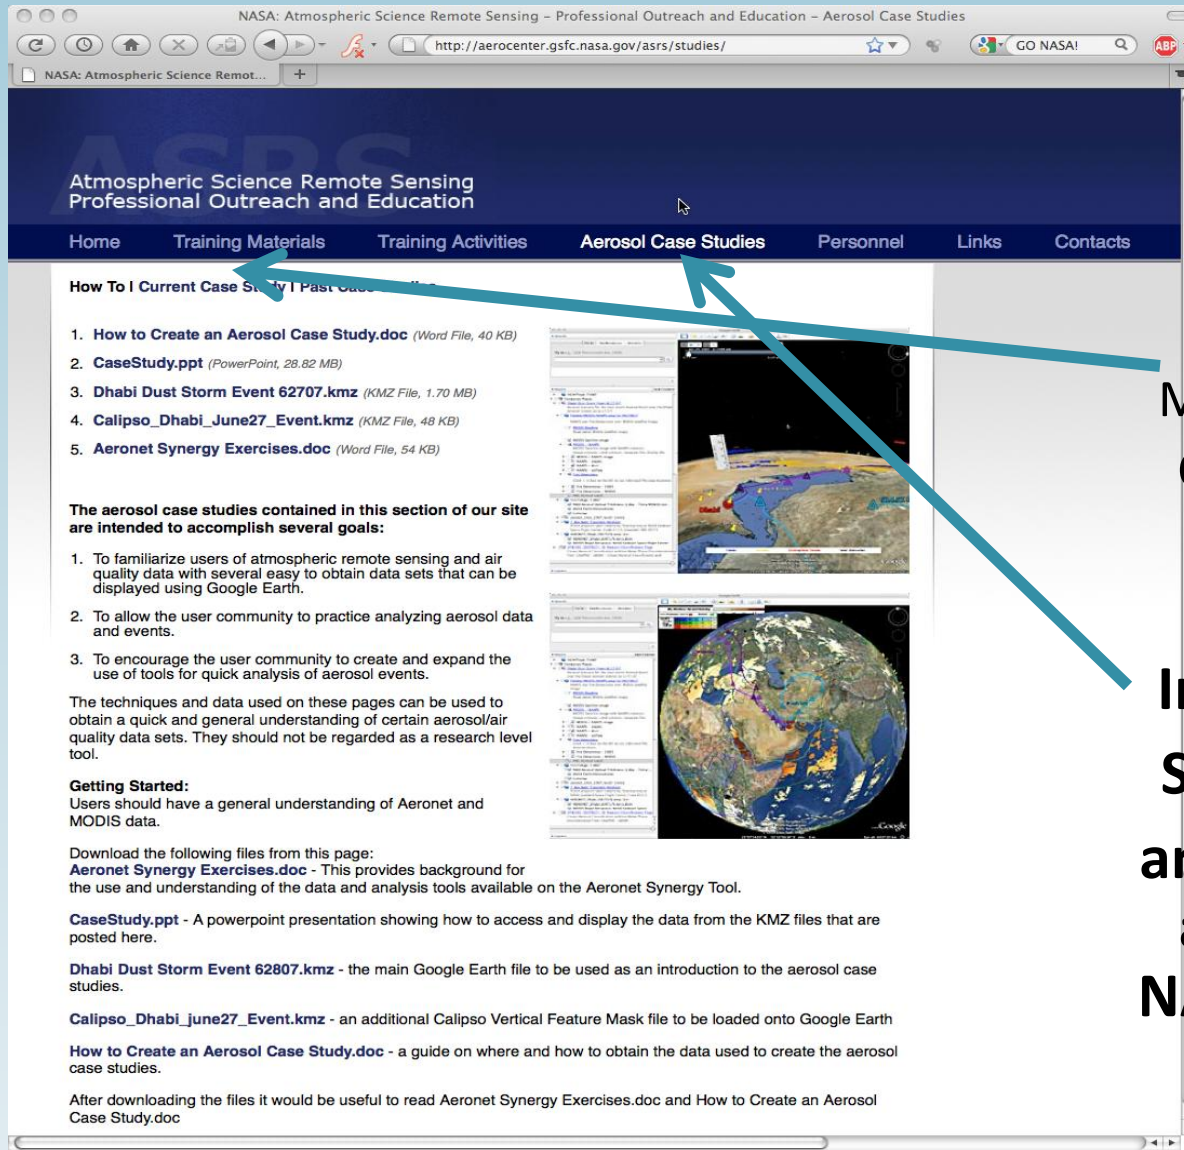 NASA: Atmospheric Science Remote Sensing – Professional Outreach and Education – Aerosol Case Studies
http://aerocenter.gsfc.nasa.gov/asrs/studies/
GO NASA!
ABP
NASA: Atmospheric Science Remot...
ASRS
Atmospheric Science Remote Sensing
Professional Outreach and Education
Home Training Materials Training Activities Aerosol Case Studies Personnel Links Contacts
How To | Current Case Study | Past Case
1. How to Create an Aerosol Case Study.doc (Word File, 40 KB)
2. CaseStudy.ppt (PowerPoint, 28.82 MB)
3. Dhabi Dust Storm Event 62707.kmz (KMZ File, 1.70 MB)
4. Calipso_Dhabi_June27_Event.kmz (KMZ File, 48 KB)
5. Aeronet Synergy Exercises.doc (Word File, 54 KB)
The aerosol case studies contained in this section of our site
are intended to accomplish several goals:
1. To familiarize users of atmospheric remote sensing and air
quality data with several easy to obtain data sets that can be
displayed using Google Earth.
2. To allow the user community to practice analyzing aerosol data
and events.
3. To encourage the user community to create and expand the
use of tools for quick analysis of aerosol events.
The techniques and data used on these pages can be used to
obtain a quick and general understanding of certain aerosol/air
quality data sets. They should not be regarded as a research level
tool.
Getting Started:
Users should have a general understanding of Aeronet and
MODIS data.
Download the following files from this page:
Aeronet Synergy Exercises.doc - This provides background for
the use and understanding of the data and analysis tools available on the Aeronet Synergy Tool.
CaseStudy.ppt - A powerpoint presentation showing how to access and display the data from the KMZ files that are
posted here.
Dhabi Dust Storm Event 62807.kmz - the main Google Earth file to be used as an introduction to the aerosol case
studies.
Calipso_Dhabi_june27_Event.kmz - an additional Calipso Vertical Feature Mask file to be loaded onto Google Earth
How to Create an Aerosol Case Study.doc - a guide on where and how to obtain the data used to create the aerosol
case studies.
After downloading the files it would be useful to read Aeronet Synergy Exercises.doc and How to Create an Aerosol
Case Study.doc
Dhabi
Google